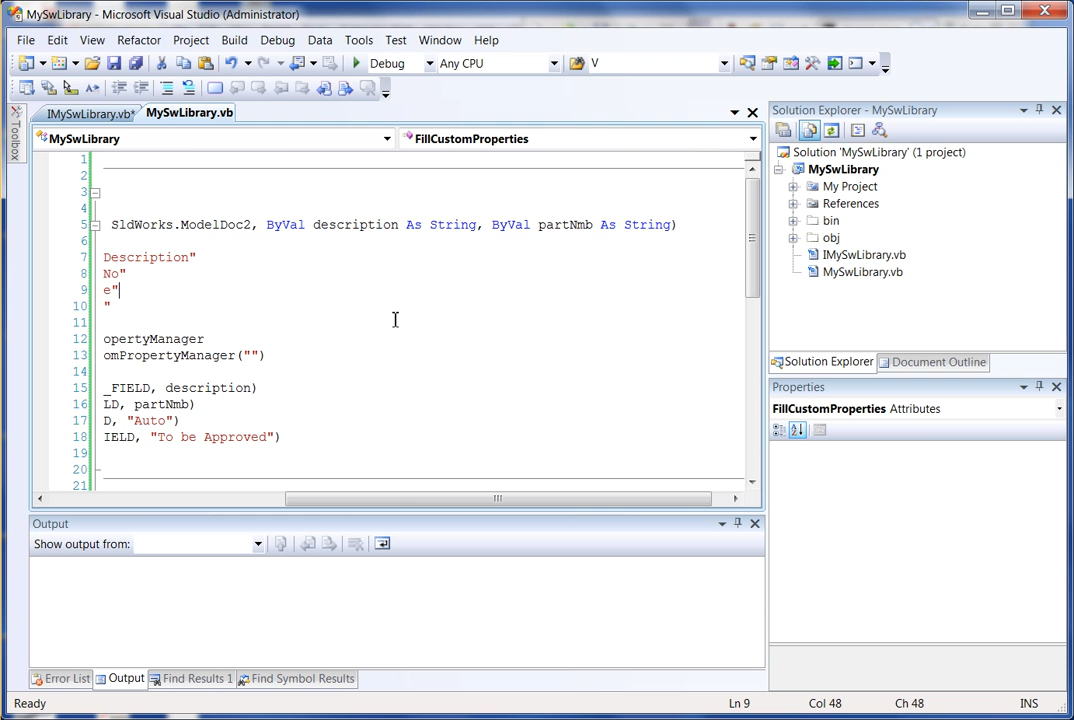 MySwLibrary - Microsoft Visual Studio (Administrator)
File Edit View Refactor Project Build Debug Data Tools Test Window Help
Debug Any CPU V
IMySwLibrary.vb* MySwLibrary.vb
MySwLibrary FillCustomProperties
Toolbox
1
2
3
4
5 SldWorks.ModelDoc2, ByVal description As String, ByVal partNmb As String)
6
7 Description"
8 No"
9 e"
10 "
11
12 opertyManager
13 omPropertyManager("")
14
15 _FIELD, description)
16 LD, partNmb)
17 D, "Auto")
18 IELD, "To be Approved")
19
20
21
Solution Explorer - MySwLibrary
Solution 'MySwLibrary' (1 project)
MySwLibrary
My Project
References
bin
obj
IMySwLibrary.vb
MySwLibrary.vb
Solution Explorer Document Outline
Properties
FillCustomProperties Attributes
Output
Show output from:
Error List Output Find Results 1 Find Symbol Results
Ready Ln 9 Col 48 Ch 48 INS